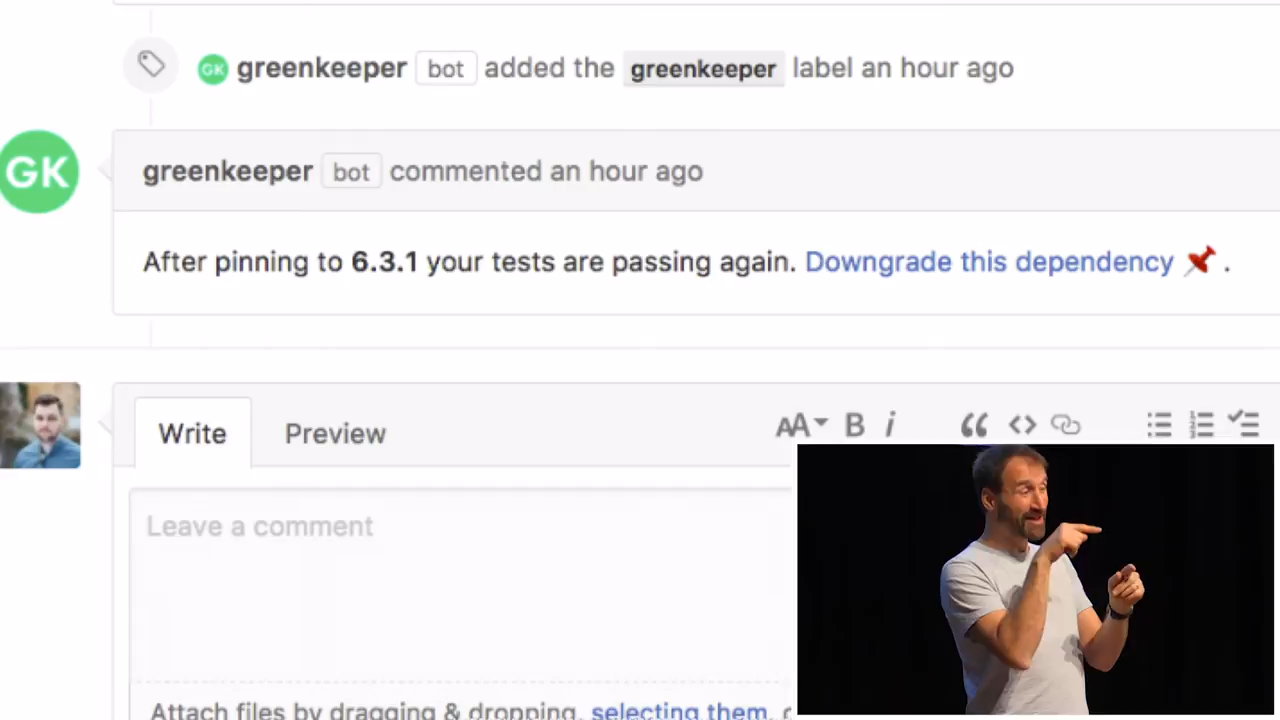 GK greenkeeper bot added the greenkeeper label an hour ago
GK
greenkeeper bot commented an hour ago
After pinning to 6.3.1 your tests are passing again. Downgrade this dependency 📌 .
Write Preview AA B i “ <>
Leave a comment
Attach files by dragging & dropping, selecting them,